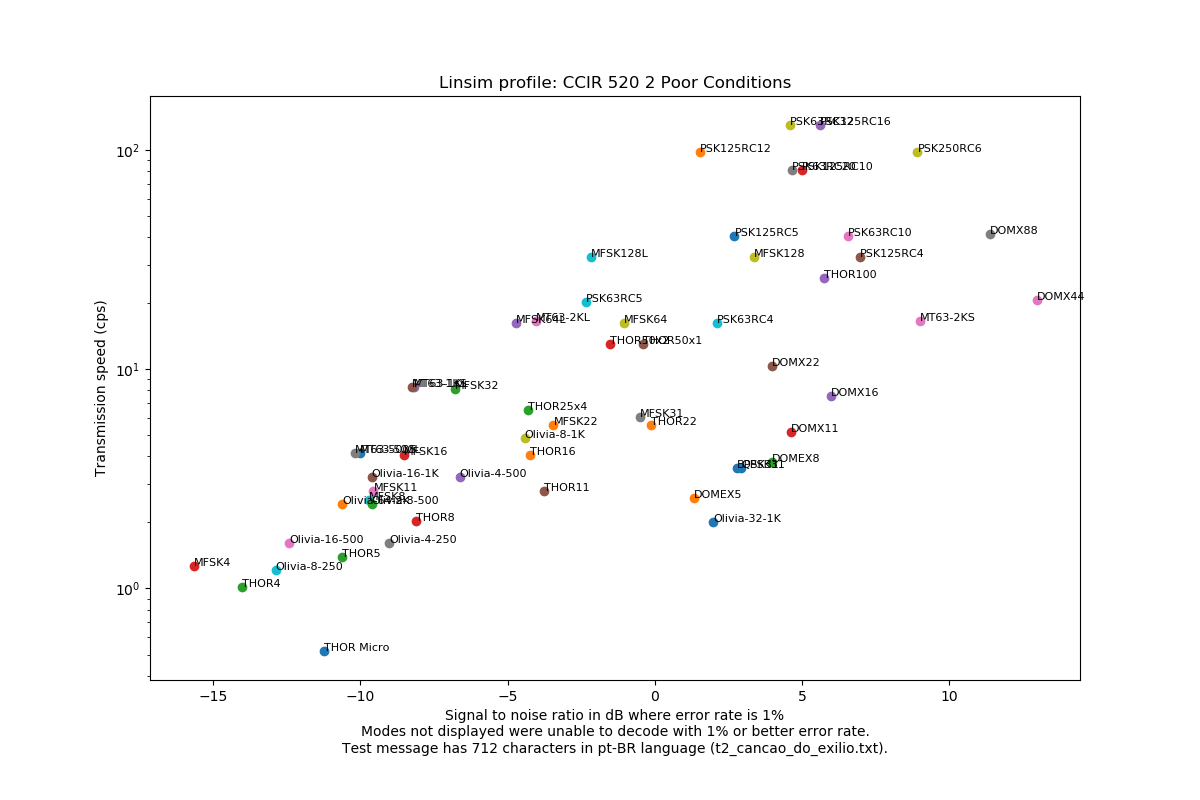 Linsim profile: CCIR 520 2 Poor Conditions
PSK125RC16
PSK125RC12
PSK250RC6
PSK125RC10
PSK125RC5
PSK63RC10
DOMX88
MFSK128L
MFSK128
PSK125RC4
THOR100
PSK63RC5
DOMX44
MFSK64L
MT63-2KL
MFSK64
PSK63RC4
MT63-2KS
THOR50x1
DOMX22
MFSK32
DOMX16
THOR25x4
MFSK31
MFSK22
THOR22
Olivia-8-1K
DOMX11
MFSK16
THOR16
DOMEX8
Olivia-16-1K
Olivia-4-500
MFSK11
THOR11
MFSK8
DOMEX5
THOR8
Olivia-32-1K
Olivia-16-500
Olivia-4-250
THOR5
MFSK4
Olivia-8-250
THOR4
THOR Micro
Transmission speed (cps)
10²
10¹
10⁰
−15 −10 −5 0 5 10
Signal to noise ratio in dB where error rate is 1%
Modes not displayed were unable to decode with 1% or better error rate.
Test message has 712 characters in pt-BR language (t2_cancao_do_exilio.txt).